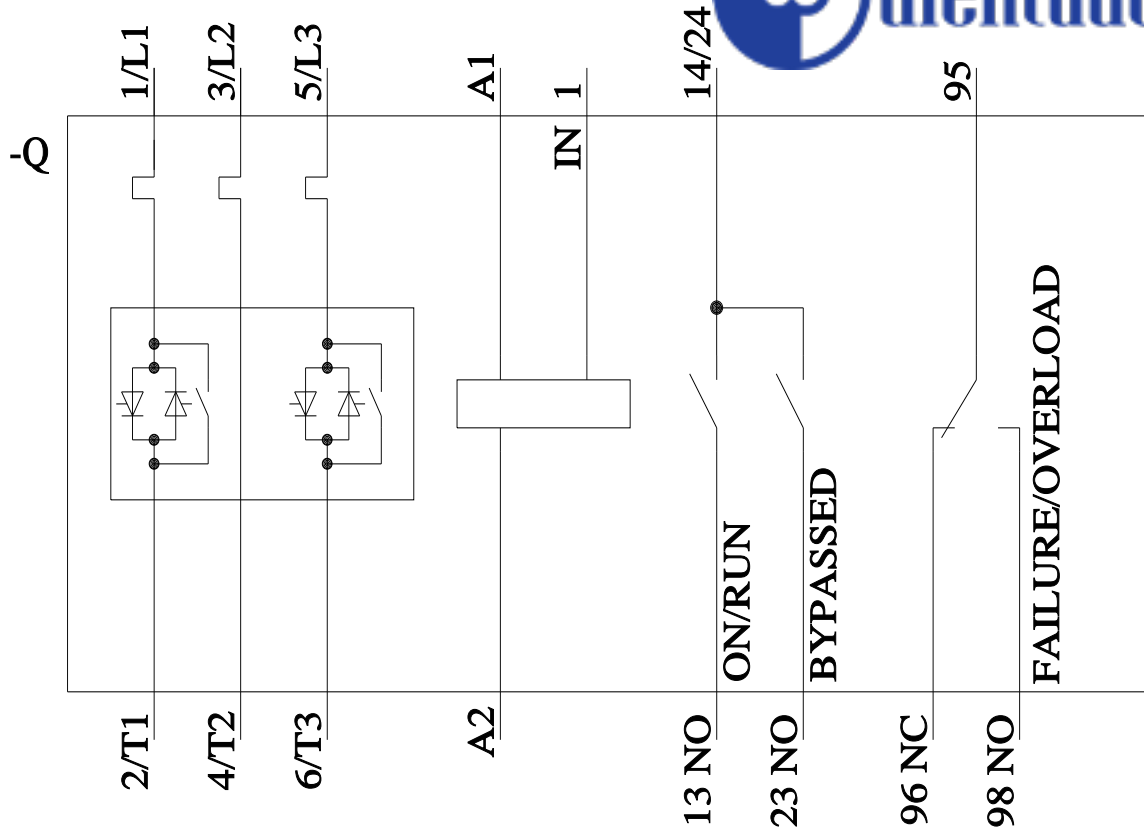 -Q
1/L1
3/L2
5/L3
A1
1
IN
14/24
95
2/T1
4/T2
6/T3
A2
13 NO
ON/RUN
23 NO
BYPASSED
96 NC
98 NO
FAILURE/OVERLOAD